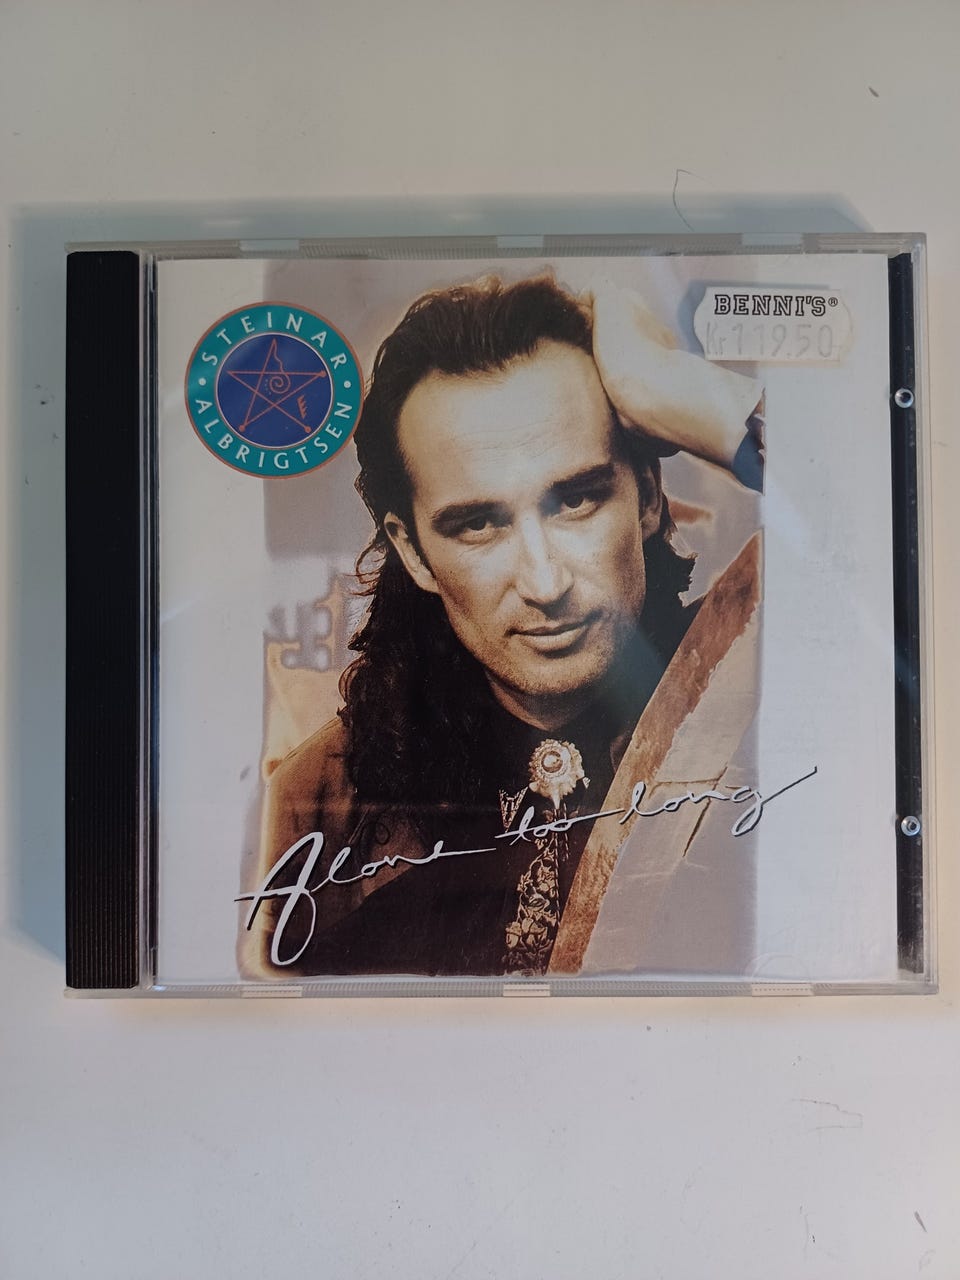 STEINAR
ALBRIGTSEN
BENNI'S®
Kr 119.50
Alone too long